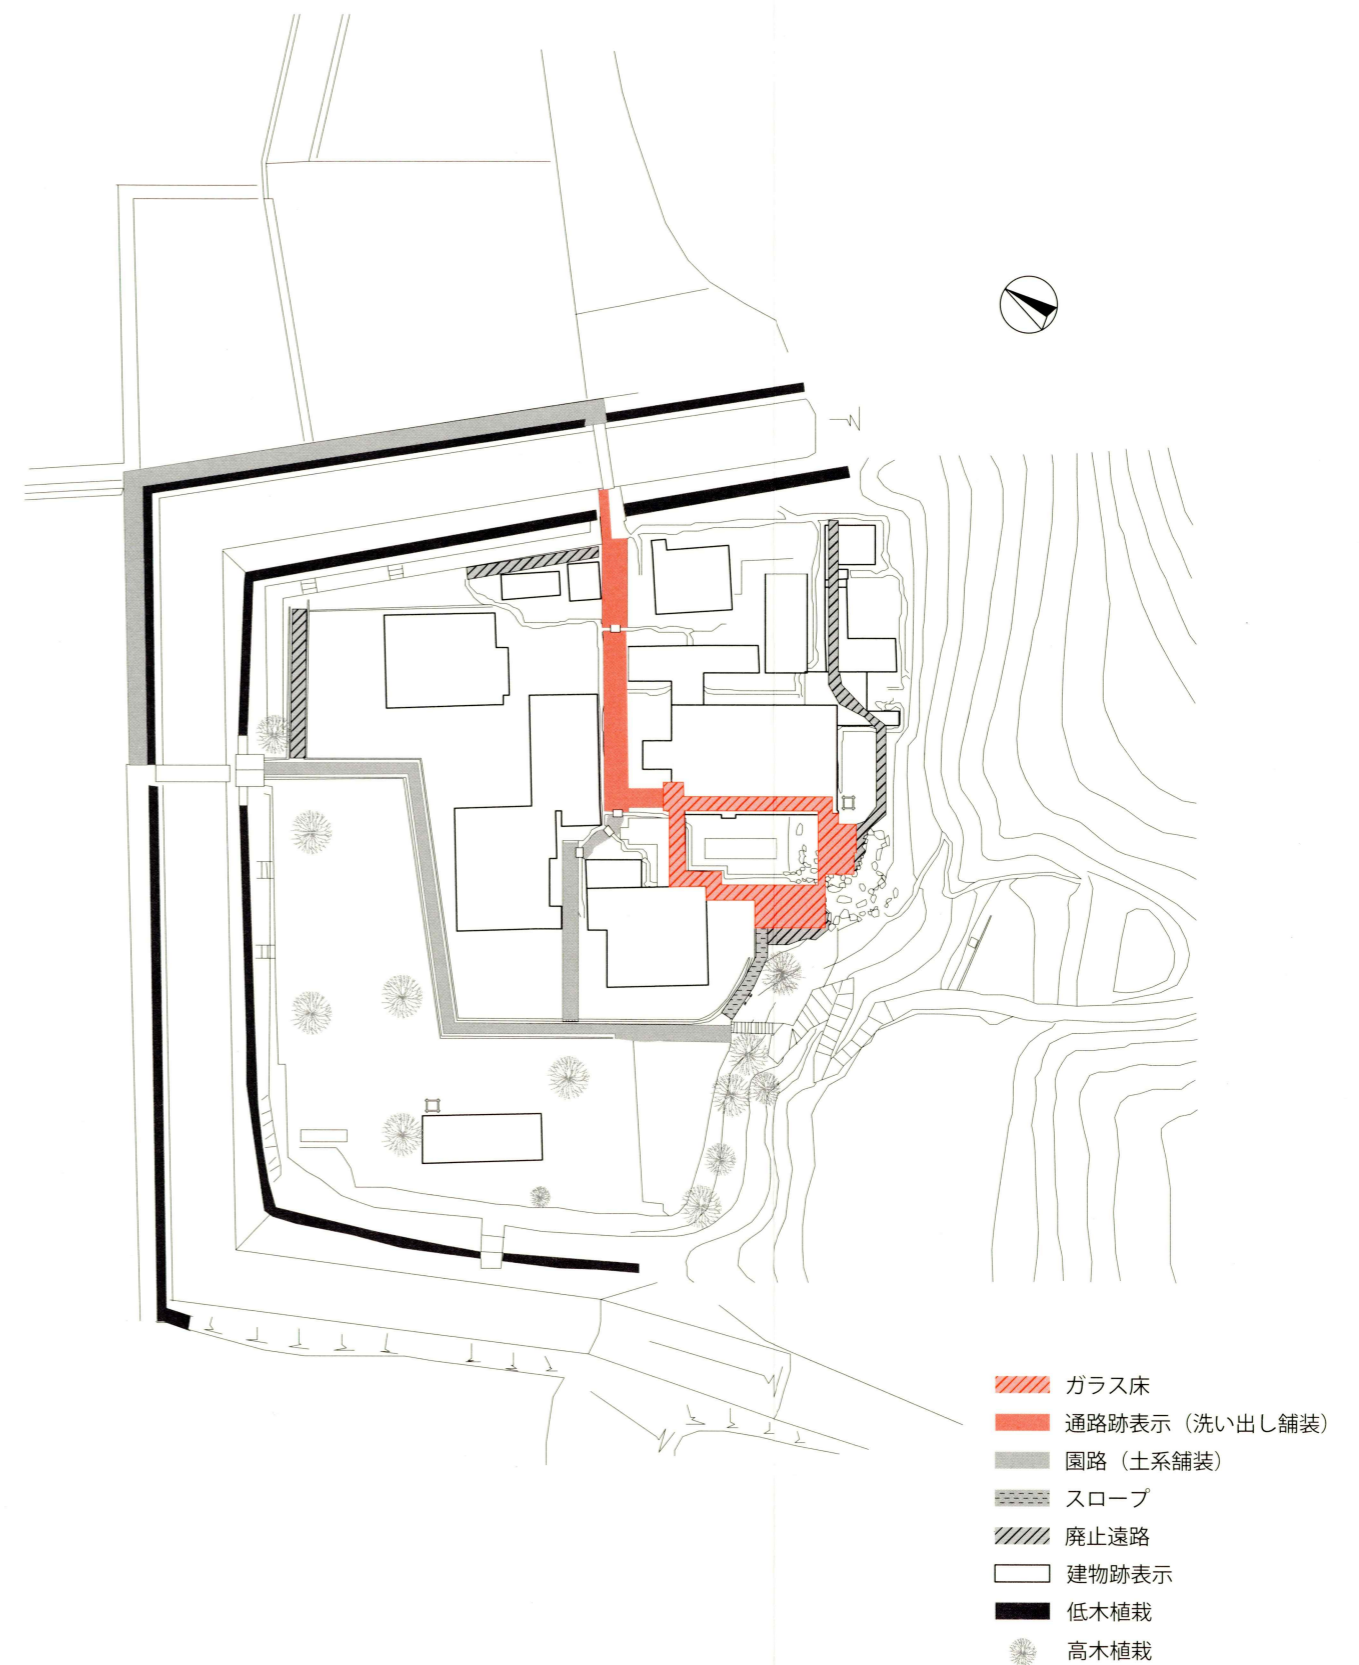 ガラス床
通路跡表示（洗い出し舗装）
園路（土系舗装）
スロープ
廃止遠路
建物跡表示
低木植栽
高木植栽